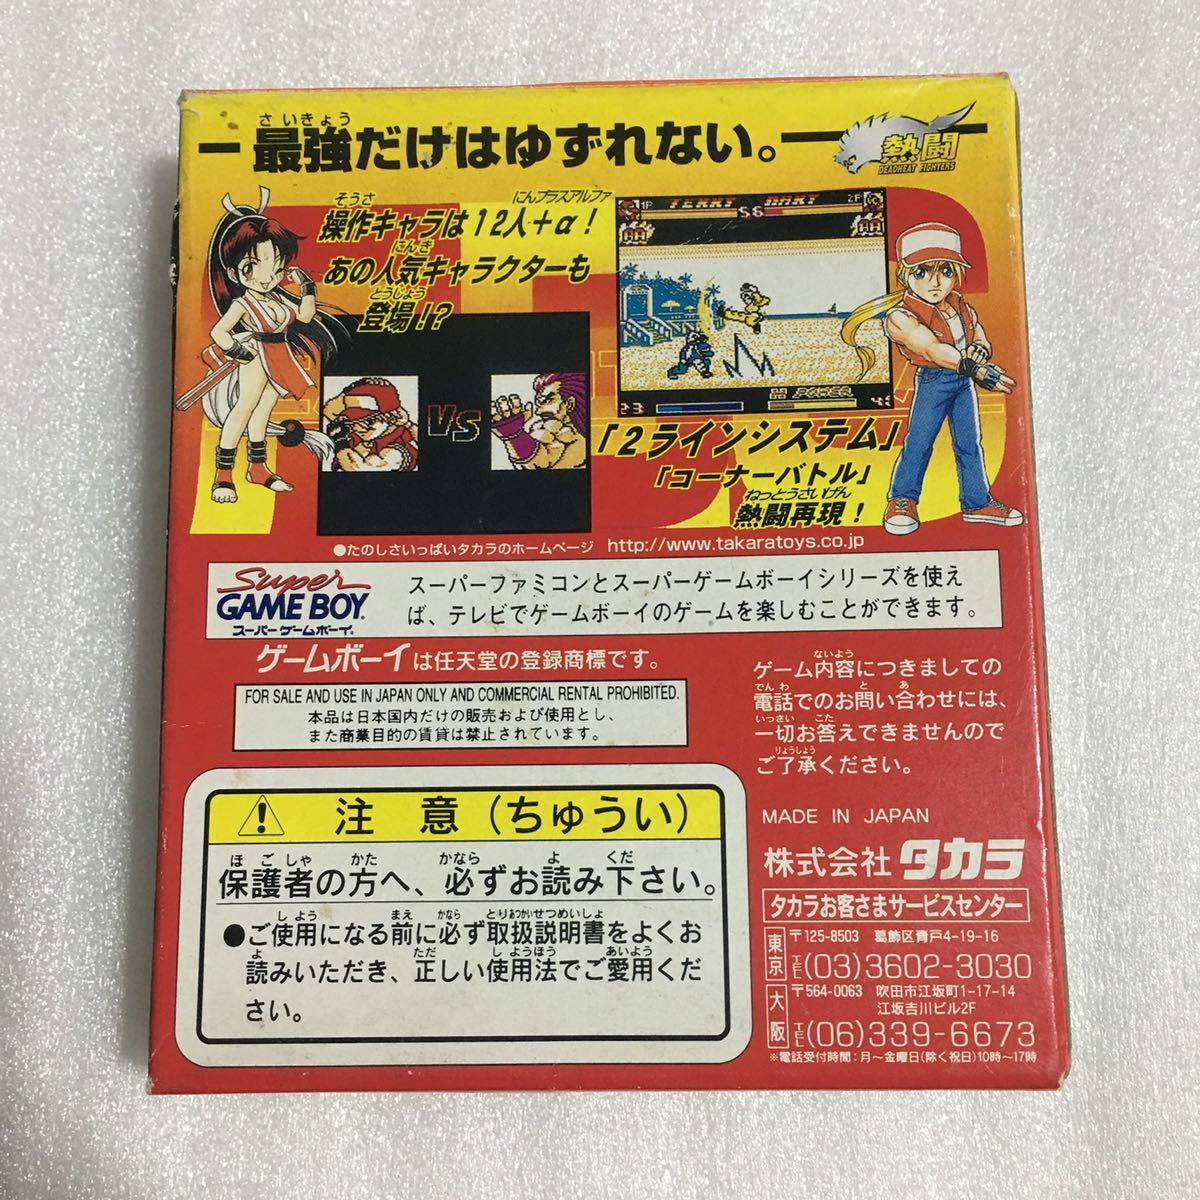 さいきょう
最強だけはゆずれない。
熱闘
DEADHEAT FIGHTERS
そうさ
にんプラスアルファ
操作キャラは12人+α!
にんき
あの人気キャラクターも
とうじょう
登場!?
VS
1P TERRY 56 MARY 2P
POWER
「2ラインシステム」
「コーナーバトル」
ねっとうさいげん
熱闘再現!
●たのしさいっぱいタカラのホームページ http://www.takaratoys.co.jp
Super
GAME BOY
スーパーゲームボーイ
スーパーファミコンとスーパーゲームボーイシリーズを使え
ば、テレビでゲームボーイのゲームを楽しむことができます。
ゲームボーイは任天堂の登録商標です。
FOR SALE AND USE IN JAPAN ONLY AND COMMERCIAL RENTAL PROHIBITED.
本品は日本国内だけの販売および使用とし、
また商業目的の賃貸は禁止されています。
ないよう
ゲーム内容につきましての
でんわ と あ
電話でのお問い合わせには、
いっさい こた
一切お答えできませんので
りょうしょう
ご了承ください。
注 意(ちゅうい)
ほごしゃ かた かなら よ くだ
保護者の方へ、必ずお読み下さい。
しよう まえ かなら とりあつかいせつめいしょ
●ご使用になる前に必ず取扱説明書をよくお
よ ただ しようほう あいよう
読みいただき、正しい使用法でご愛用くだ
さい。
MADE IN JAPAN
株式会社 タカラ
タカラお客さまサービスセンター
東京
〒125-8503 葛飾区青戸4-19-16
TEL(03)3602-3030
大阪
〒564-0063 吹田市江坂町1-17-14
江坂吉川ビル2F
TEL(06)339-6673
※電話受付時間:月~金曜日(除く祝日)10時~17時